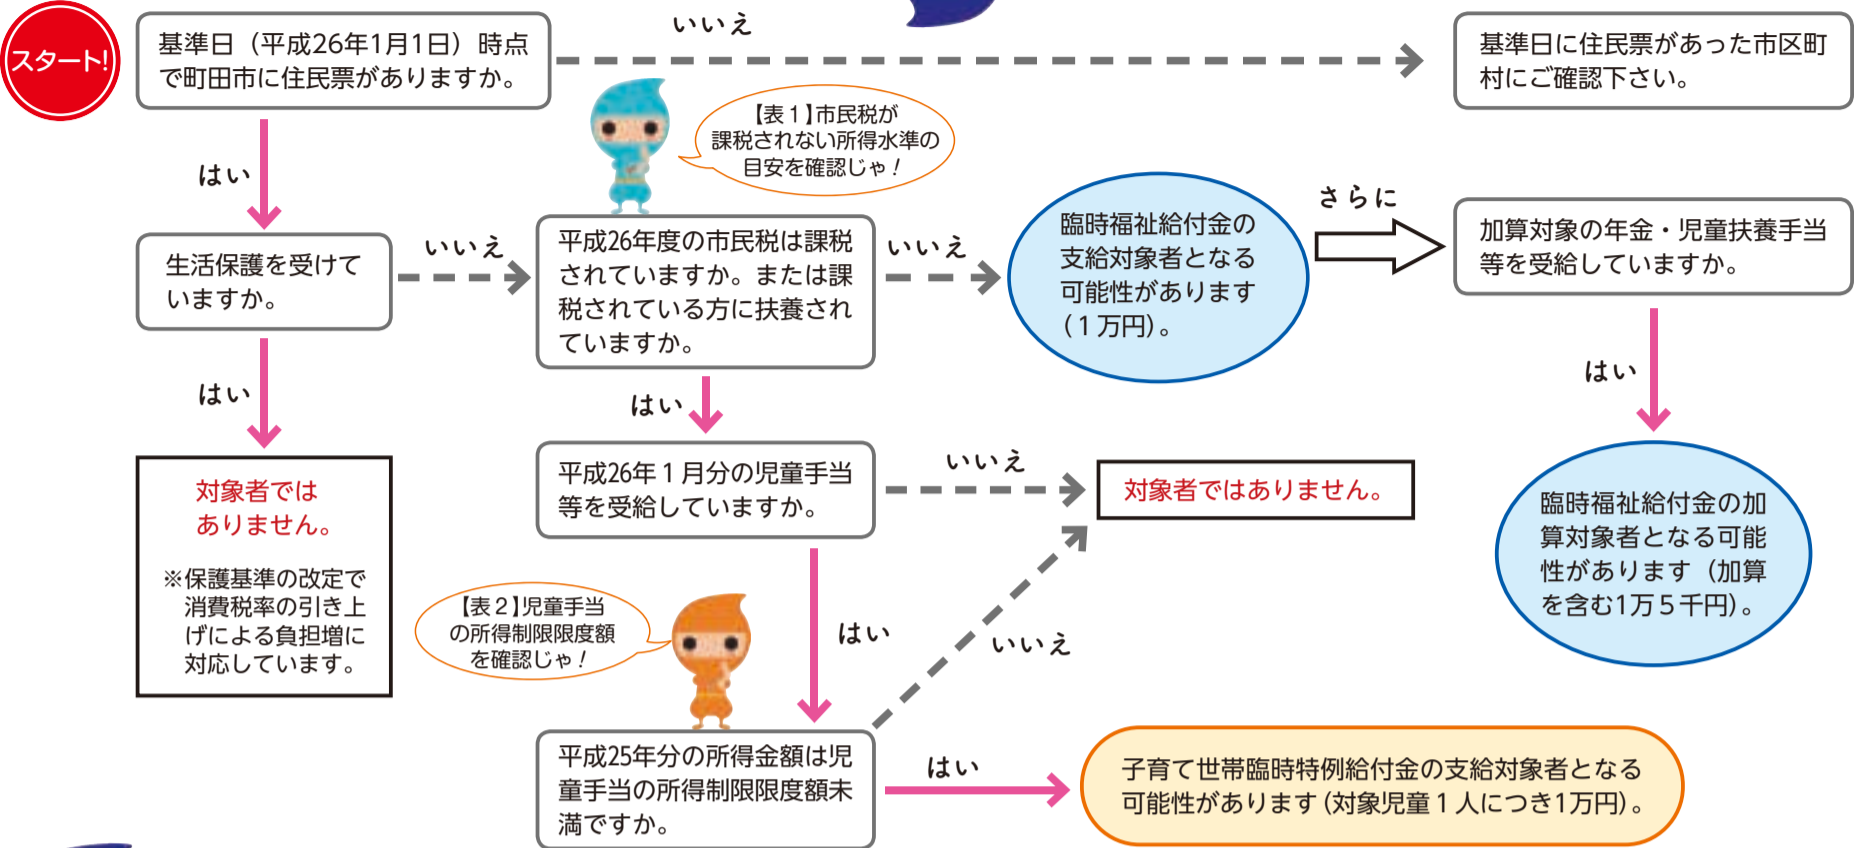 スタート!
基準日（平成26年1月1日）時点
で町田市に住民票がありますか。
いいえ
基準日に住民票があった市区町
村にご確認下さい。
はい
【表１】市民税が
課税されない所得水準の
目安を確認じゃ！
生活保護を受けて
いますか。
いいえ
平成26年度の市民税は課税
されていますか。または課
税されている方に扶養され
ていますか。
いいえ
臨時福祉給付金の
支給対象者となる
可能性があります
（１万円）。
さらに
加算対象の年金・児童扶養手当
等を受給していますか。
はい
臨時福祉給付金の加
算対象者となる可能
性があります（加算
を含む1万５千円）。
はい
対象者では
ありません。
※保護基準の改定で
消費税率の引き上
げによる負担増に
対応しています。
はい
平成26年１月分の児童手当
等を受給していますか。
いいえ
対象者ではありません。
【表２】児童手当
の所得制限限度額
を確認じゃ！
はい
いいえ
平成25年分の所得金額は児
童手当の所得制限限度額未
満ですか。
はい
子育て世帯臨時特例給付金の支給対象者となる
可能性があります（対象児童１人につき1万円）。